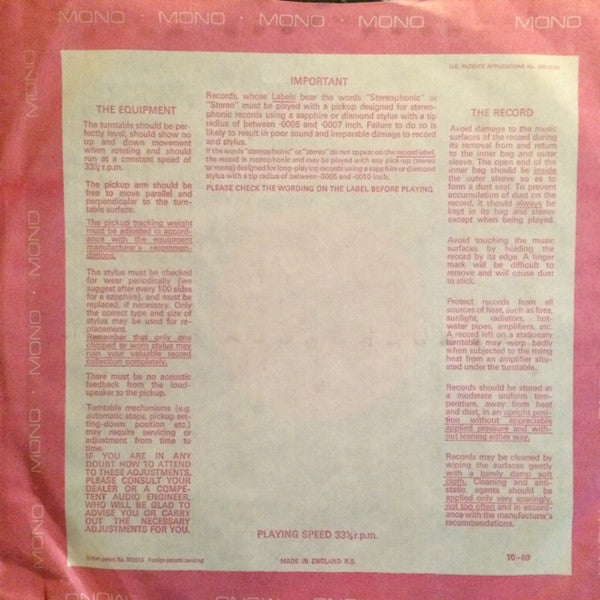 MONO · MONO · MONO · MONO · MONO MONO
MONO
MONO · MONO · MONO · MONO · MONO · MONO
U.K. PATENTS APPLICATIONS No.
IMPORTANT
Records, whose Labels bear the words "Stereophonic" or
"Stereo" must be played with a pickup designed for stereo-
phonic records using a sapphire or diamond stylus with a tip
radius of between ·0005 and ·0007 inch. Failure to do so is
likely to result in poor sound and irreparable damage to record
and stylus.
If the words "stereophonic" or "stereo" do not appear on the record label,
the record is monophonic and may be played with any pick-up (stereo
or mono) designed for long-playing records using a sapphire or diamond
stylus with a tip radius of between ·0005 and ·0010 inch.
PLEASE CHECK THE WORDING ON THE LABEL BEFORE PLAYING
THE EQUIPMENT
The turntable should be per-
fectly level, should show no
up and down movement
when rotating and should
run at a constant speed of
33⅓ r.p.m.
The pickup arm should be
free to move parallel and
perpendicular to the turn-
table surface.
The pickup tracking weight
must be adjusted in accord-
ance with the equipment
manufacturer's recommen-
dations.
The stylus must be checked
for wear periodically (we
suggest after every 100 sides
for a sapphire), and must be
replaced, if necessary. Only
the correct type and size of
stylus may be used for re-
placement.
Remember that only one
chipped or worn stylus may
ruin your valuable record
collection completely.
There must be no acoustic
feedback from the loud-
speaker to the pickup.
Turntable mechanisms (e.g.
automatic stops, pickup set-
ting-down position etc.)
may require servicing or
adjustment from time to
time.
IF YOU ARE IN ANY
DOUBT HOW TO ATTEND
TO THESE ADJUSTMENTS,
PLEASE CONSULT YOUR
DEALER OR A COMPE-
TENT AUDIO ENGINEER,
WHO WILL BE GLAD TO
ADVISE YOU OR CARRY
OUT THE NECESSARY
ADJUSTMENTS FOR YOU.
THE RECORD
Avoid damage to the music
surfaces of the record during
its removal from and return
to the inner bag and outer
sleeve. The open end of the
inner bag should lie inside
the outer sleeve so as to
form a dust seal. To prevent
accumulation of dust on the
record, it should always be
kept in its bag and sleeve
except when being played.
Avoid touching the music
surfaces by holding the
record by its edge. A finger
mark will be difficult to
remove and will cause dust
to stick.
Protect records from all
sources of heat, such as fires,
sunlight, radiators, hot-
water pipes, amplifiers, etc.
A record left on a stationary
turntable may warp badly
when subjected to the rising
heat from an amplifier situ-
ated under the turntable.
Records should be stored at
a moderate uniform tem-
perature, away from heat
and dust, in an upright posi-
tion without appreciable
applied pressure and with-
out leaning either way.
Records may be cleaned by
wiping the surfaces gently
with a barely damp soft
cloth. Cleaning and anti-
static agents should be
applied only very sparingly,
not too often and in accord-
ance with the manufacturer's
recommendations.
PLAYING SPEED 33⅓ r.p.m.
British patent No. Foreign patents pending
MADE IN ENGLAND R.S.
10-69
MONO MONO MONO